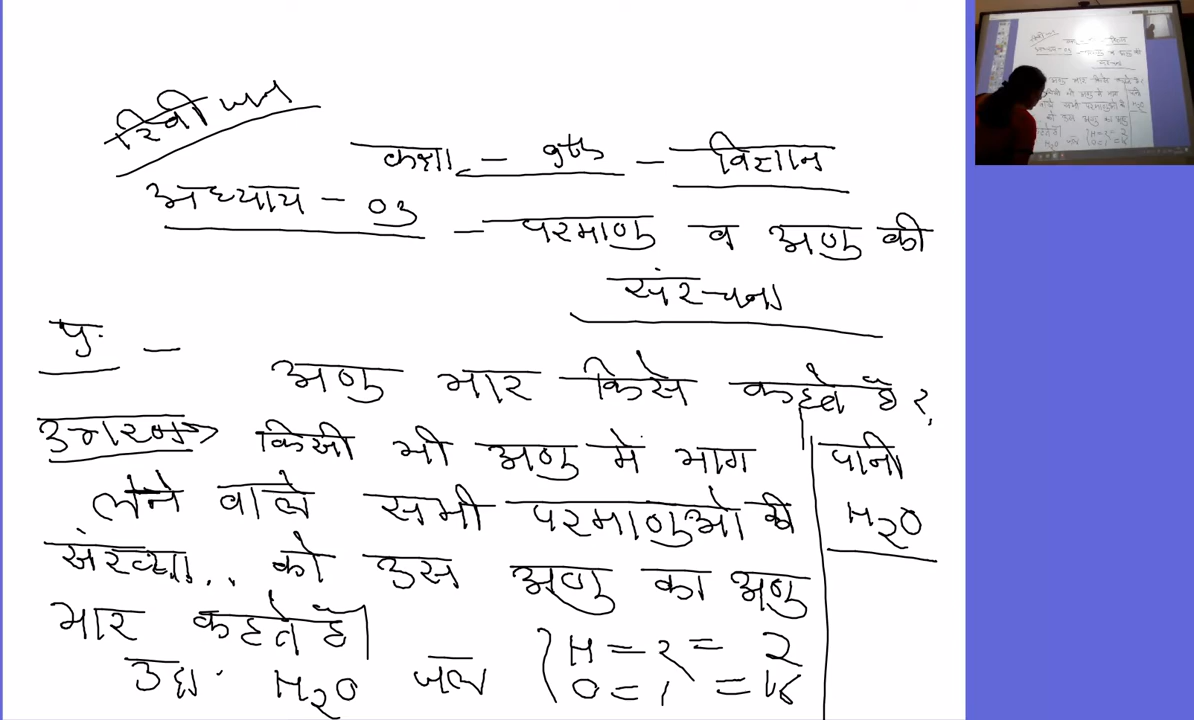 रिवीजन
कक्षा - 9th - विज्ञान
अध्याय - 03 - परमाणु व अणु की
संरचना
प्र: - अणु भार किसे कहते है ?
उत्तर → किसी भी अणु में भाग
लेने वाले सभी परमाणुओ की
संख्या.. को उस अणु का अणु
भार कहते है।
उदा. H₂O जल
H = 2 = 2
O = 1 = 16
पानी
H₂O